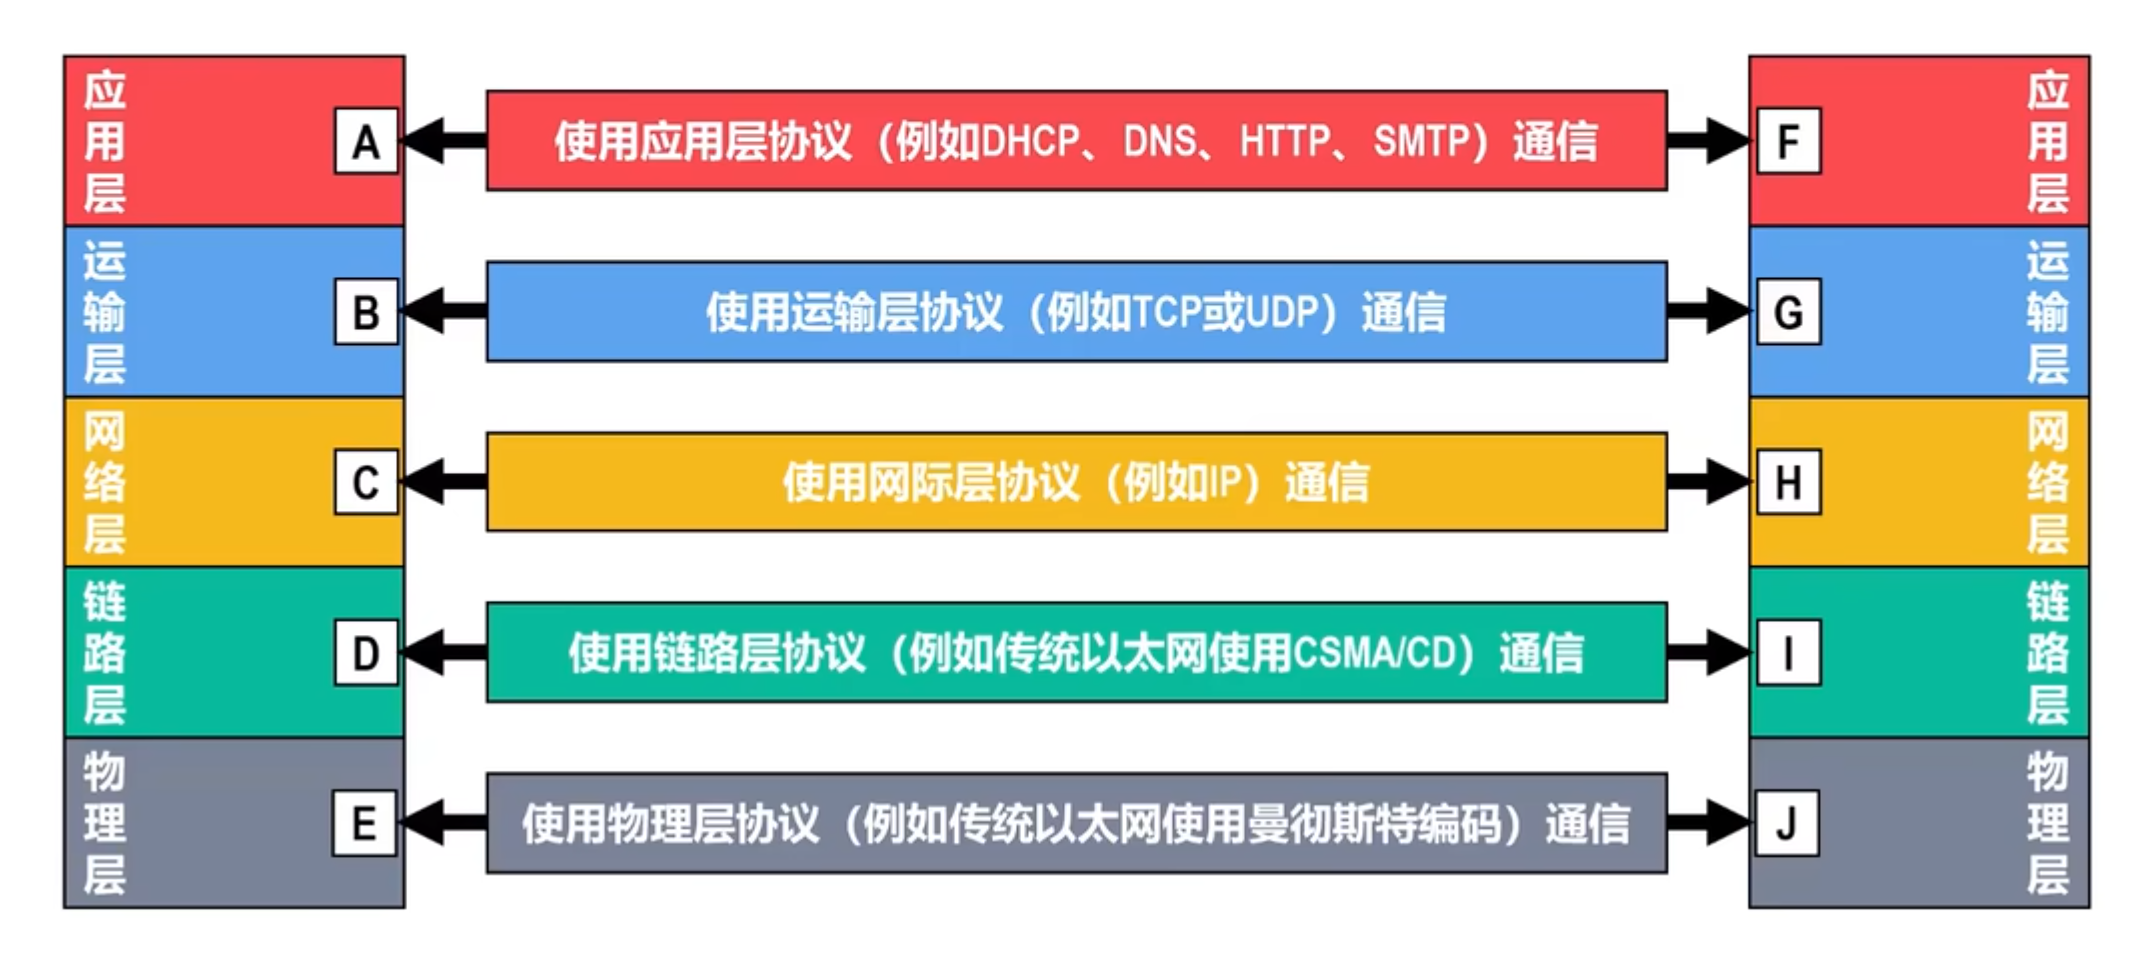 应用层
A
使用应用层协议（例如DHCP、DNS、HTTP、SMTP）通信
F
应用层
运输层
B
使用运输层协议（例如TCP或UDP）通信
G
运输层
网络层
C
使用网际层协议（例如IP）通信
H
网络层
链路层
D
使用链路层协议（例如传统以太网使用CSMA/CD）通信
I
链路层
物理层
E
使用物理层协议（例如传统以太网使用曼彻斯特编码）通信
J
物理层